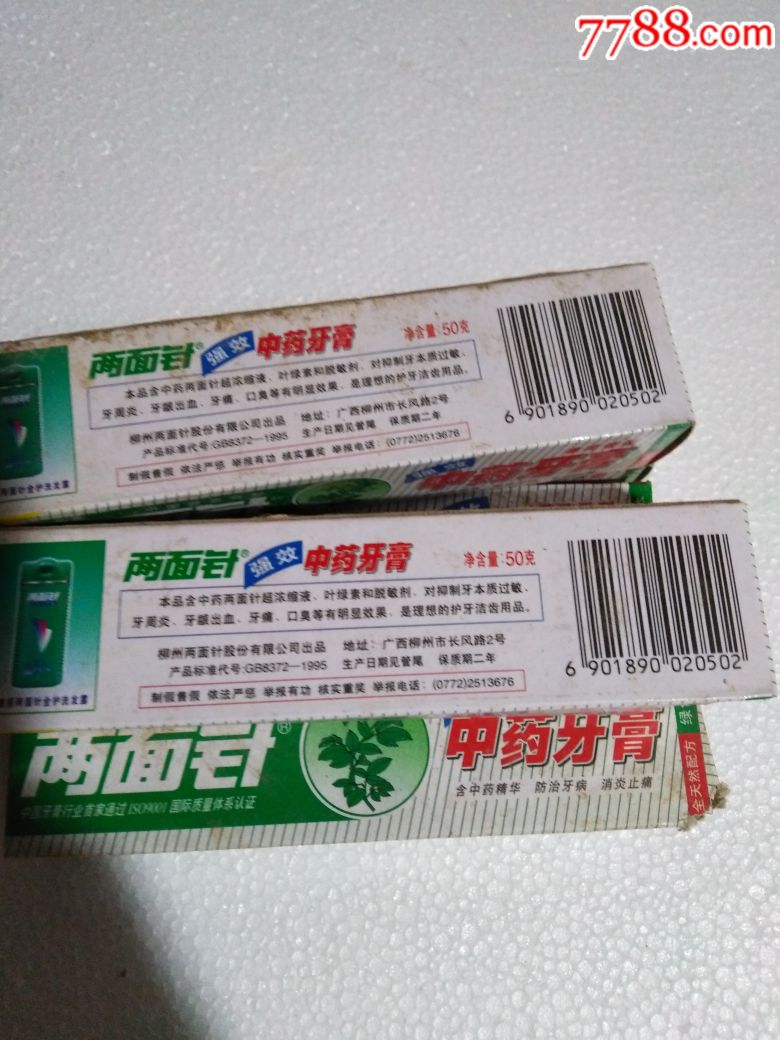 7788.com
两面针® 强效 中药牙膏 净含量:50克
本品含中药两面针超浓缩液、叶绿素和脱敏剂,对抑制牙本质过敏、
牙周炎、牙龈出血、牙痛、口臭等有明显效果,是理想的护牙洁齿用品。
柳州两面针股份有限公司出品 地址:广西柳州市长风路2号
产品标准代号:GB8372—1995 生产日期见管尾 保质期二年
制假售假 依法严惩 举报有功 核实重奖 举报电话:(0772)2513676
6 901890 020502
两面针洗发露
中药牙膏
两面针® 强效 中药牙膏 净含量:50克
本品含中药两面针超浓缩液、叶绿素和脱敏剂,对抑制牙本质过敏、
牙周炎、牙龈出血、牙痛、口臭等有明显效果,是理想的护牙洁齿用品。
柳州两面针股份有限公司出品 地址:广西柳州市长风路2号
产品标准代号:GB8372—1995 生产日期见管尾 保质期二年
制假售假 依法严惩 举报有功 核实重奖 举报电话:(0772)2513676
6 901890 020502
两面针® 中药牙膏
含中药精华 防治牙病 消炎止痛
中国牙膏行业首家通过ISO9001国际质量体系认证
全天然配方 绿